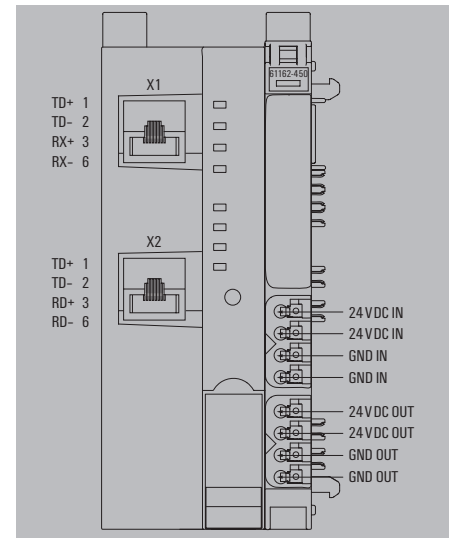 61162-450
X1
TD+ 1
TD- 2
RX+ 3
RX- 6
X2
TD+ 1
TD- 2
RD+ 3
RD- 6
24 V DC IN
24 V DC IN
GND IN
GND IN
24 V DC OUT
24 V DC OUT
GND OUT
GND OUT